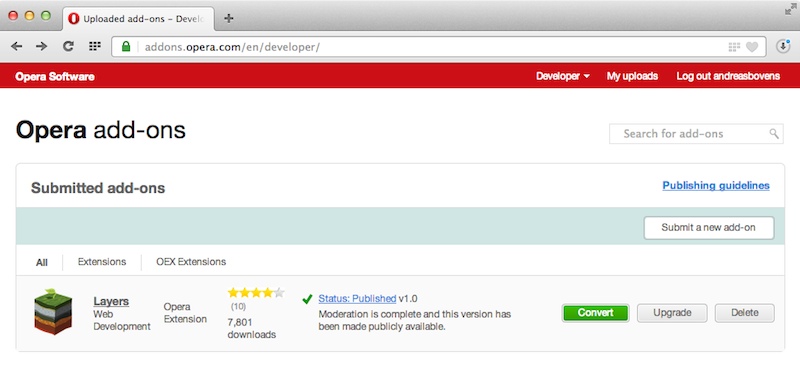 Uploaded add-ons – Develo
addons.opera.com/en/developer/
Opera Software
Developer
My uploads
Log out andreasbovens
Opera add-ons
Search for add-ons
Submitted add-ons
Publishing guidelines
Submit a new add-on
All
Extensions
OEX Extensions
Layers
Web
Development
Opera
Extension
(10)
7,801
downloads
Status: Published v1.0
Moderation is complete and this version has
been made publicly available.
Convert
Upgrade
Delete